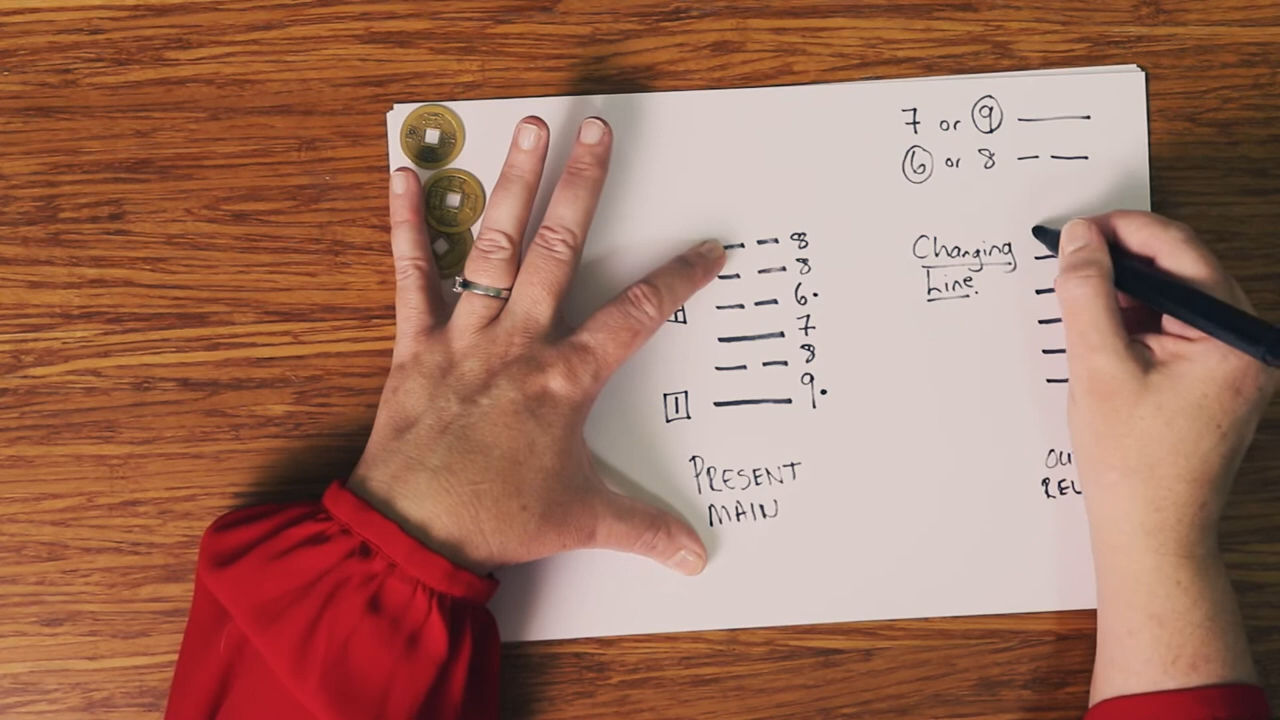 7 or 9
6 or 8
8
8
6.
7
8
9.
1
Changing
Line.
PRESENT
MAIN